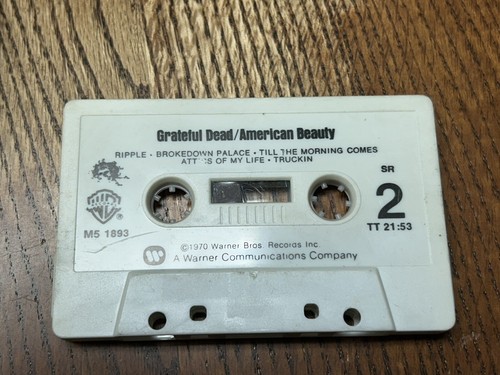 Grateful Dead/American Beauty
RIPPLE • BROKEDOWN PALACE • TILL THE MORNING COMES
OF MY LIFE • TRUCKIN
SR
2
TT 21:53
M5 1893
©1970 Warner Bros. Records Inc.
A Warner Communications Company